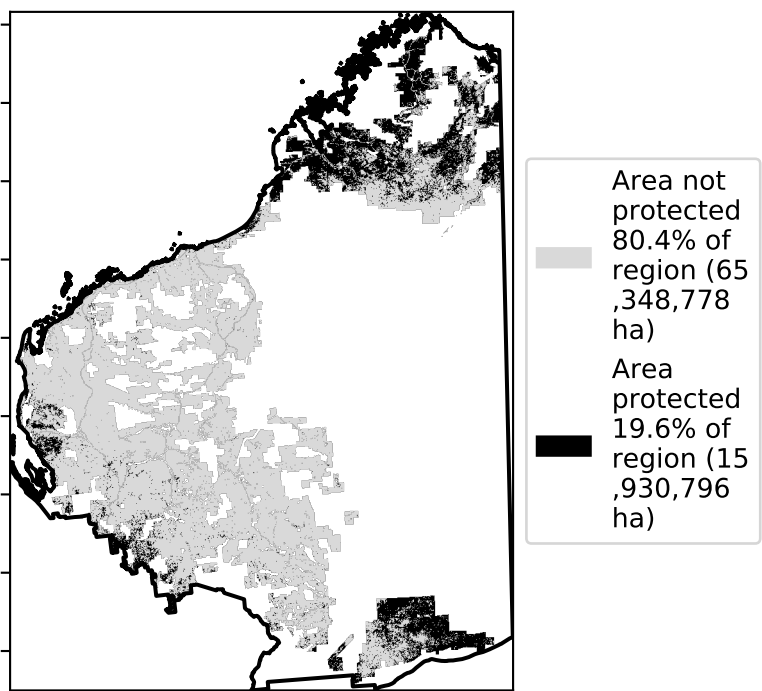 Area not
protected
80.4% of
region (65
,348,778
ha)
Area
protected
19.6% of
region (15
,930,796
ha)